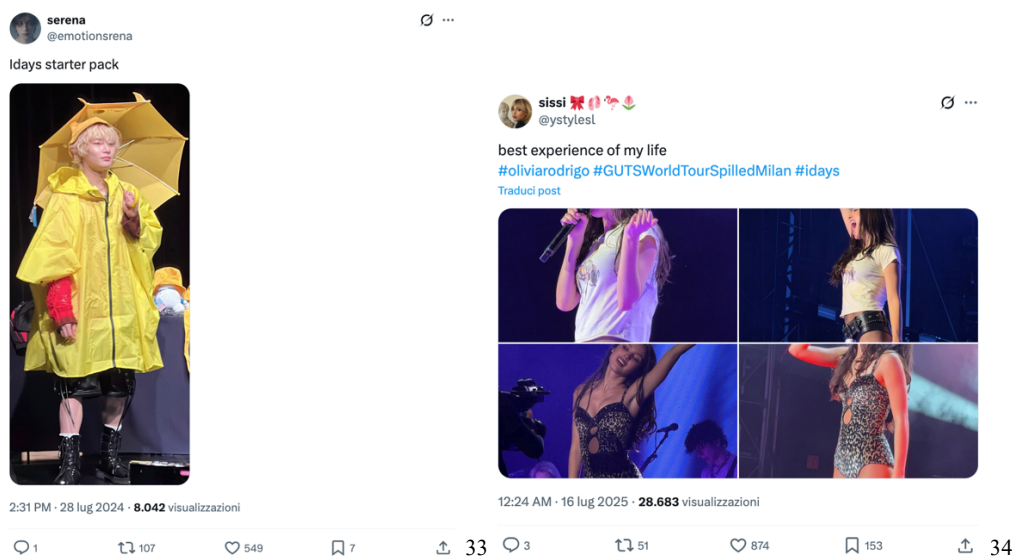 serena
@emotionsrena
Idays starter pack
2:31 PM · 28 lug 2024 · 8.042 visualizzazioni
1 107 549 7
33
sissi 🎀🩰🦩🌷
@ystylesl
best experience of my life
#oliviarodrigo #GUTSWorldTourSpilledMilan #idays
Traduci post
12:24 AM · 16 lug 2025 · 28.683 visualizzazioni
3 51 874 153
34